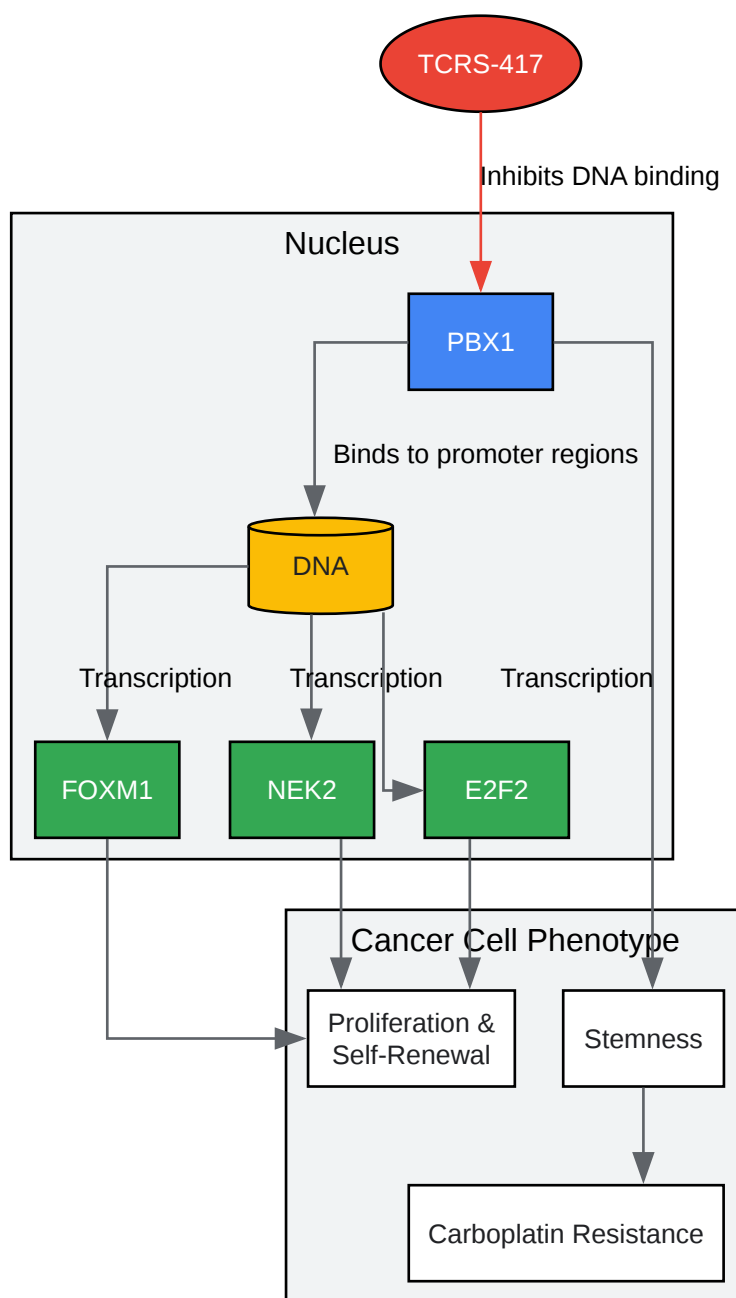 TCRS-417
Inhibits DNA binding
Nucleus
PBX1
Binds to promoter regions
DNA
Transcription
Transcription
Transcription
FOXM1
NEK2
E2F2
Cancer Cell Phenotype
Proliferation &
Self-Renewal
Stemness
Carboplatin Resistance